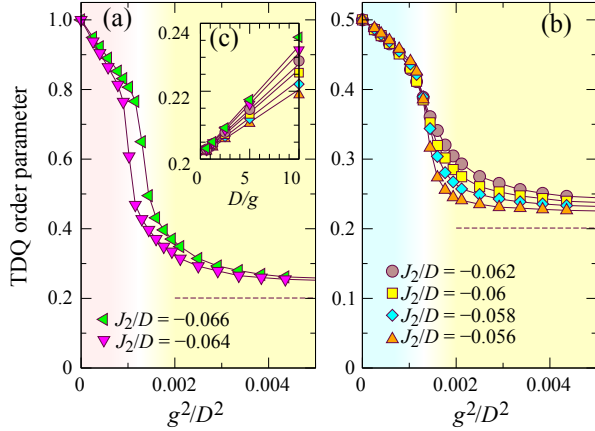 (a)
(b)
(c)
TDQ order parameter
1
0.8
0.6
0.4
0.2
0
0
0.002
0.004
g²/D²
J₂/D = −0.066
J₂/D = −0.064
0.24
0.22
0.2
0
5
10
D/g
0.5
0.4
0.3
0.2
0.1
0
0
0.002
0.004
g²/D²
J₂/D = −0.062
J₂/D = −0.06
J₂/D = −0.058
J₂/D = −0.056